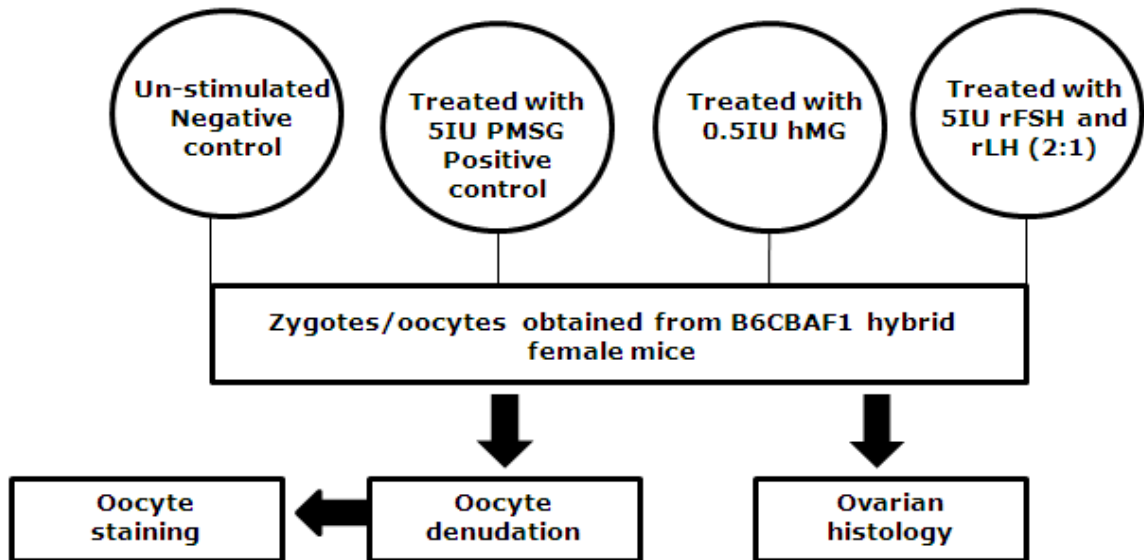 Un-stimulated
Negative
control
Treated with
5IU PMSG
Positive
control
Treated with
0.5IU hMG
Treated with
5IU rFSH and
rLH (2:1)
Zygotes/oocytes obtained from B6CBAF1 hybrid
female mice
Oocyte
staining
Oocyte
denudation
Ovarian
histology